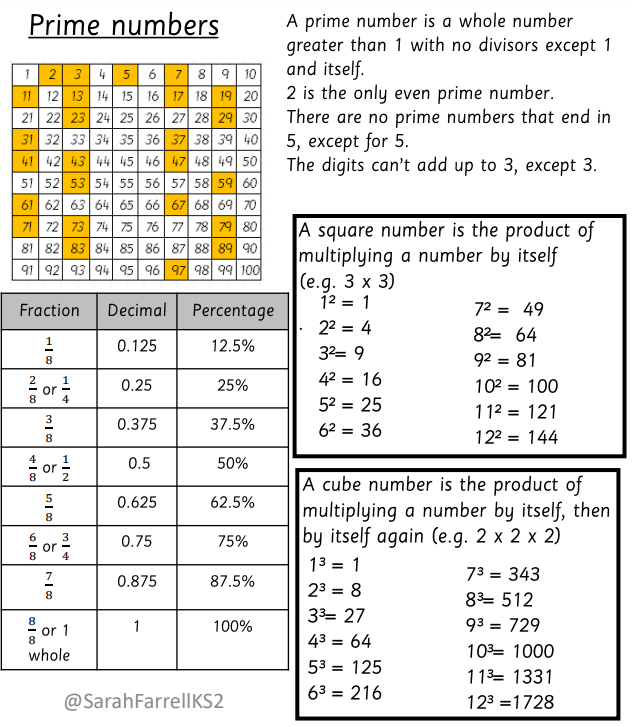 Prime numbers
1 2 3 4 5 6 7 8 9 10
11 12 13 14 15 16 17 18 19 20
21 22 23 24 25 26 27 28 29 30
31 32 33 34 35 36 37 38 39 40
41 42 43 44 45 46 47 48 49 50
51 52 53 54 55 56 57 58 59 60
61 62 63 64 65 66 67 68 69 70
71 72 73 74 75 76 77 78 79 80
81 82 83 84 85 86 87 88 89 90
91 92 93 94 95 96 97 98 99 100
A prime number is a whole number
greater than 1 with no divisors except 1
and itself.
2 is the only even prime number.
There are no prime numbers that end in
5, except for 5.
The digits can't add up to 3, except 3.
Fraction Decimal Percentage
1/8 0.125 12.5%
2/8 or 1/4 0.25 25%
3/8 0.375 37.5%
4/8 or 1/2 0.5 50%
5/8 0.625 62.5%
6/8 or 3/4 0.75 75%
7/8 0.875 87.5%
8/8 or 1 1 100%
whole
A square number is the product of
multiplying a number by itself
(e.g. 3 x 3)
1² = 1
2² = 4
3²= 9
4² = 16
5² = 25
6² = 36
7² = 49
8²= 64
9² = 81
10² = 100
11² = 121
12² = 144
A cube number is the product of
multiplying a number by itself, then
by itself again (e.g. 2 x 2 x 2)
1³ = 1
2³ = 8
3³= 27
4³ = 64
5³ = 125
6³ = 216
7³ = 343
8³= 512
9³ = 729
10³= 1000
11³= 1331
12³ =1728
@SarahFarrellKS2